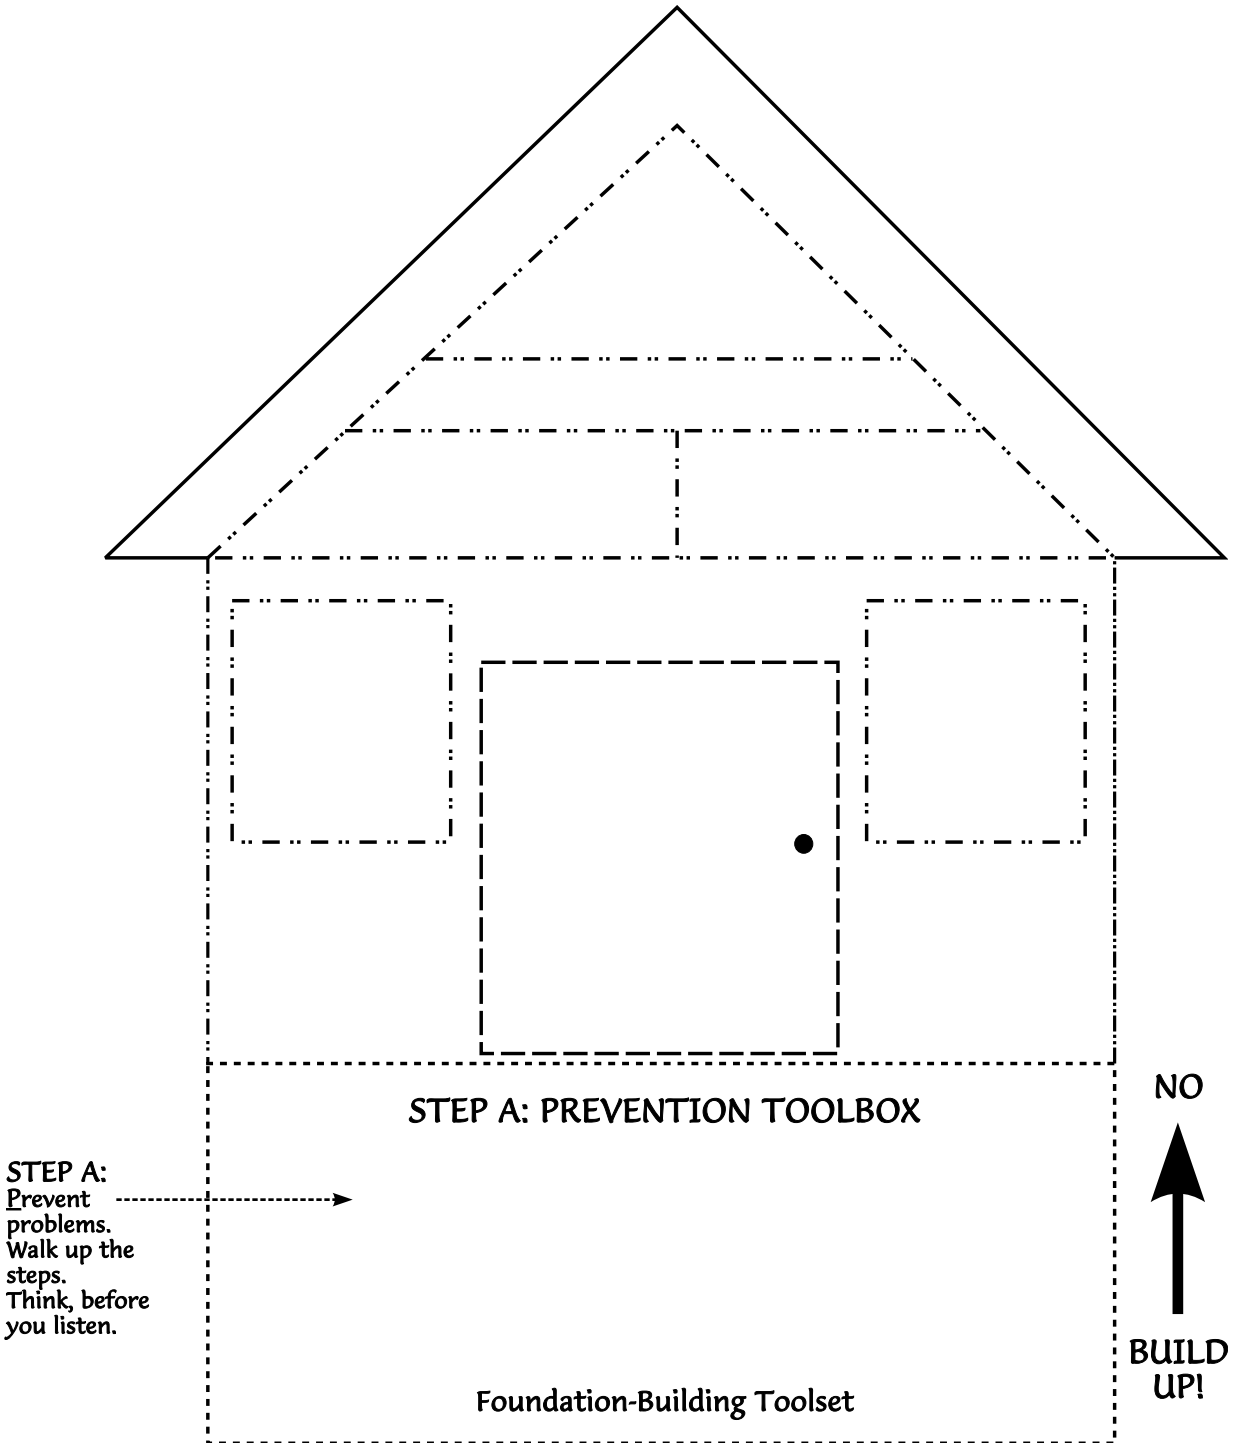 NO
STEP A: PREVENTION TOOLBOX
STEP A:
Prevent
problems.
Walk up the
steps.
Think, before
you listen.
BUILD
UP!
Foundation-Building Toolset